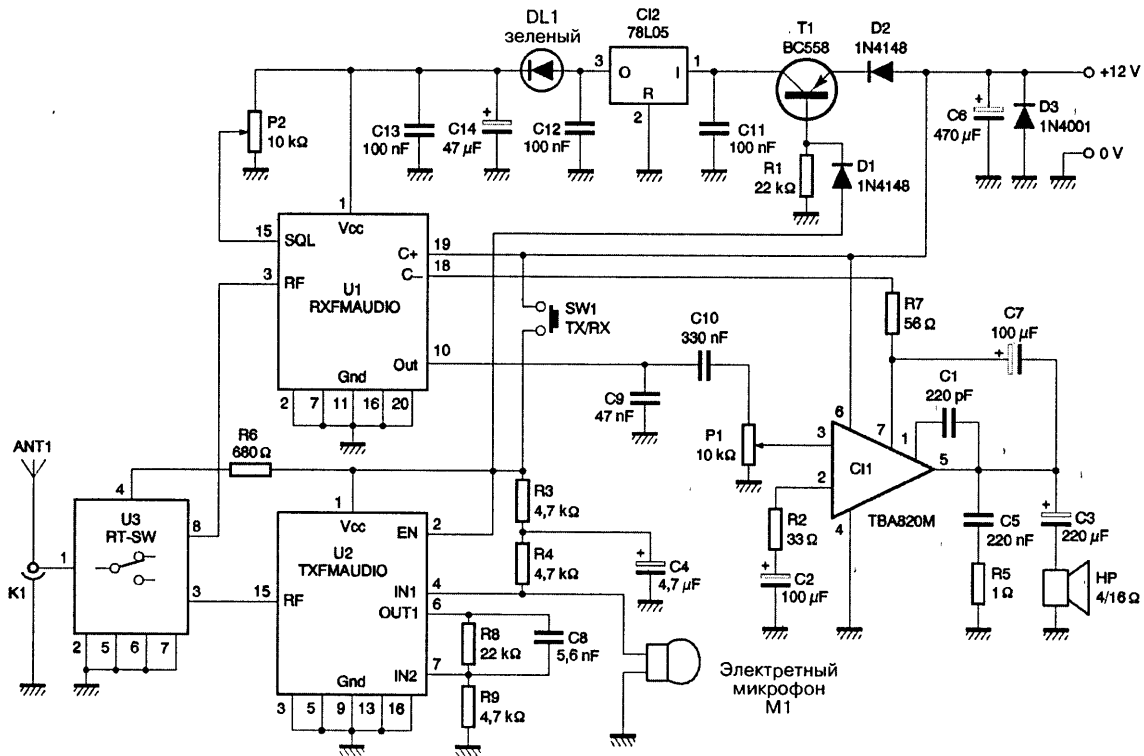 DL1
зеленый
CI2
78L05
T1
BC558
D2
1N4148
+12 V
3
O
I
1
R
2
P2
10 kΩ
C13
100 nF
+
C14
47 µF
C12
100 nF
C11
100 nF
R1
22 kΩ
D1
1N4148
+
C6
470 µF
D3
1N4001
0 V
1
Vcc
15
SQL
3
RF
U1
RXFMAUDIO
C+
19
C–
18
SW1
TX/RX
Out
10
Gnd
2
7
11
16
20
C10
330 nF
C9
47 nF
R7
56 Ω
C7
100 µF
+
C1
220 pF
P1
10 kΩ
6
7
1
3
2
5
4
CI1
TBA820M
R2
33 Ω
+
C2
100 µF
C5
220 nF
R5
1 Ω
+
C3
220 µF
HP
4/16 Ω
ANT1
K1
R6
680 Ω
4
U3
RT-SW
1
8
3
2
5
6
7
1
Vcc
U2
TXFMAUDIO
15
RF
EN
2
IN1
4
OUT1
6
IN2
7
Gnd
3
5
9
13
16
R3
4,7 kΩ
R4
4,7 kΩ
+
C4
4,7 µF
R8
22 kΩ
C8
5,6 nF
R9
4,7 kΩ
Электретный
микрофон
M1